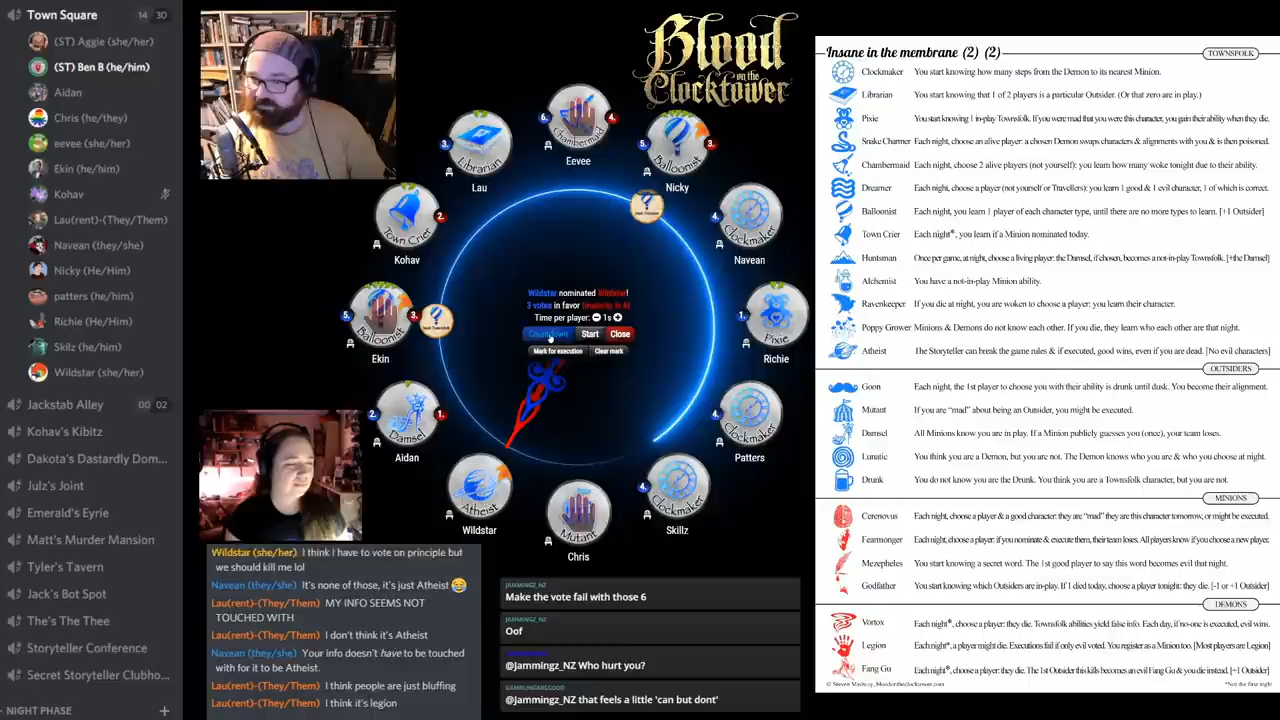 Town Square
14 30
(ST) Aggie (she/her)
(ST) Ben B (he/him)
Aidan
Chris (he/they)
eevee (she/her)
Ekin (he/him)
Kohav
Lau(rent)-(They/Them)
Navean (they/she)
Nicky (He/Him)
patters (he/him)
Richie (He/Him)
Skilz (he/him)
Wildstar (she/her)
Jackstab Alley
00 02
Kohav's Kibitz
Dakota's Dastardly Dom...
Julz's Joint
Emerald's Eyrie
Matt's Murder Mansion
Tyler's Tavern
Jack's Bot Spot
The's The Thee
Storyteller Conference
Secret Storyteller Clubho...
NIGHT PHASE
Blood
on the
Clocktower
6.
Chambermaid
4.
Eevee
3.
Librarian
Lau
5.
Balloonist
3.
Nicky
Town Crier
2.
Kohav
4.
Clockmaker
Navean
5.
Balloonist
3.
Ekin
1.
Pixie
Richie
2.
Damsel
1.
Aidan
4.
Clockmaker
Patters
Atheist
Wildstar
Mutant
Chris
4.
Clockmaker
Skillz
Wildstar nominated Wildstar!
3 votes in favor (majority is 6)
Time per player: 1s
Countdown Start Close
Mark for execution Clear mark
Wildstar (she/her) I think I have to vote on principle but
we should kill me lol
Navean (they/she) It's none of those, it's just Atheist 😂
Lau(rent)-(They/Them) MY INFO SEEMS NOT
TOUCHED WITH
Lau(rent)-(They/Them) I don't think it's Atheist
Navean (they/she) Your info doesn't have to be touched
with for it to be Atheist.
Lau(rent)-(They/Them) I think people are just bluffing
Lau(rent)-(They/Them) I think it's legion
JAMMINGZ_NZ
Make the vote fail with those 6
JAMMINGZ_NZ
Oof
@Jammingz_NZ Who hurt you?
@Jammingz_NZ that feels a little 'can but dont'
Insane in the membrane (2) (2)
TOWNSFOLK
Clockmaker You start knowing how many steps from the Demon to its nearest Minion.
Librarian You start knowing that 1 of 2 players is a particular Outsider. (Or that zero are in play.)
Pixie You start knowing 1 in-play Townsfolk. If you were mad that you were this character, you gain their ability when they die.
Snake Charmer Each night, choose an alive player: a chosen Demon swaps characters & alignments with you & is then poisoned.
Chambermaid Each night, choose 2 alive players (not yourself): you learn how many woke tonight due to their ability.
Dreamer Each night, choose a player (not yourself or Travellers): you learn 1 good & 1 evil character, 1 of which is correct.
Balloonist Each night, you learn 1 player of each character type, until there are no more types to learn. [+1 Outsider]
Town Crier Each night*, you learn if a Minion nominated today.
Huntsman Once per game, at night, choose a living player: the Damsel, if chosen, becomes a not-in-play Townsfolk. [+the Damsel]
Alchemist You have a not-in-play Minion ability.
Ravenkeeper If you die at night, you are woken to choose a player: you learn their character.
Poppy Grower Minions & Demons do not know each other. If you die, they learn who each other are that night.
Atheist The Storyteller can break the game rules & if executed, good wins, even if you are dead. [No evil characters]
OUTSIDERS
Goon Each night, the 1st player to choose you with their ability is drunk until dusk. You become their alignment.
Mutant If you are "mad" about being an Outsider, you might be executed.
Damsel All Minions know you are in play. If a Minion publicly guesses you (once), your team loses.
Lunatic You think you are a Demon, but you are not. The Demon knows who you are & who you choose at night.
Drunk You do not know you are the Drunk. You think you are a Townsfolk character, but you are not.
MINIONS
Cerenovus Each night, choose a player & a good character: they are "mad" they are this character tomorrow, or might be executed.
Fearmonger Each night, choose a player: if you nominate & execute them, their team loses. All players know if you choose a new player.
Mezepheles You start knowing a secret word. The 1st good player to say this word becomes evil that night.
Godfather You start knowing which Outsiders are in-play. If 1 died today, choose a player tonight: they die. [-1 or +1 Outsider]
DEMONS
Vortox Each night*, choose a player: they die. Townsfolk abilities yield false info. Each day, if no-one is executed, evil wins.
Legion Each night*, a player might die. Executions fail if only evil voted. You register as a Minion too. [Most players are Legion]
Fang Gu Each night*, choose a player: they die. The 1st Outsider this kills becomes an evil Fang Gu & you die instead. [+1 Outsider]
© Steven Medway, bloodontheclocktower.com
*Not the first night